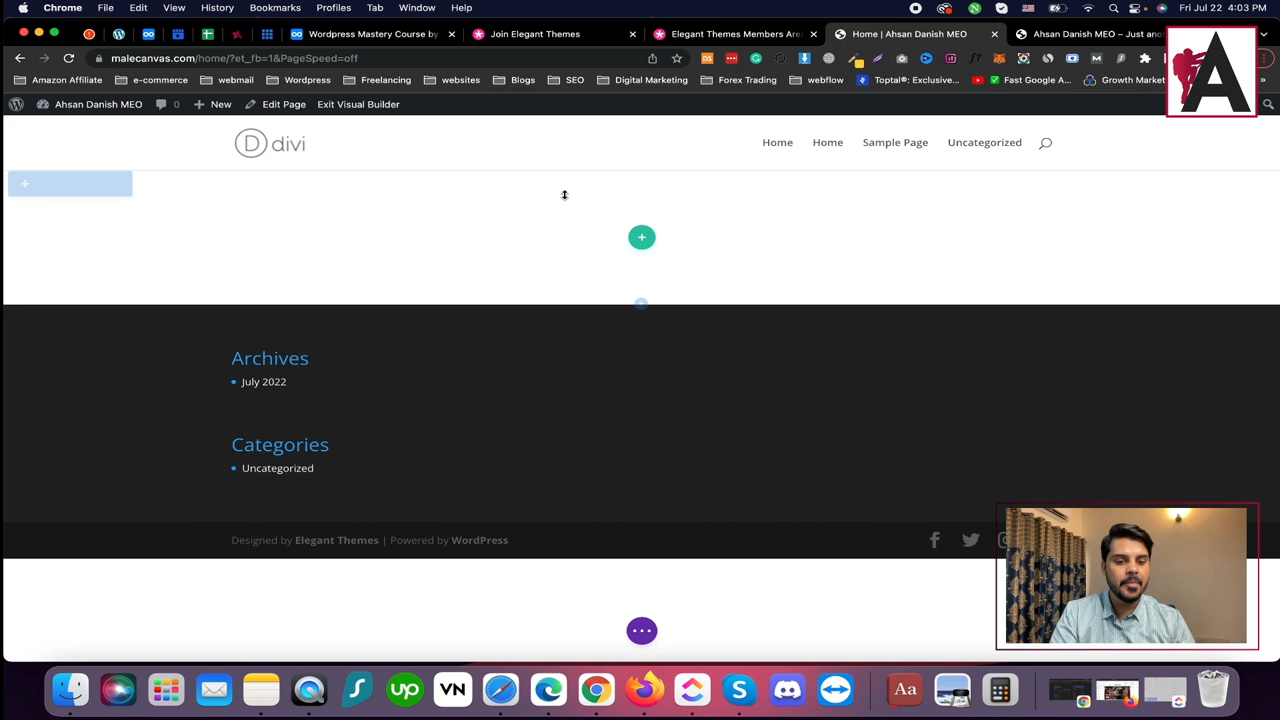 Chrome File Edit View History Bookmarks Profiles Tab Window Help Fri Jul 22 4:03 PM
Wordpress Mastery Course by Join Elegant Themes Elegant Themes Members Are Home | Ahsan Danish MEO Ahsan Danish MEO – Just ano
malecanvas.com/home/?et_fb=1&PageSpeed=off
Amazon Affiliate e-commerce webmail Wordpress Freelancing websites Blogs SEO Digital Marketing Forex Trading webflow Toptal®: Exclusive... Fast Google A... Growth Market
Ahsan Danish MEO 0 New Edit Page Exit Visual Builder
A
D divi Home Home Sample Page Uncategorized
Archives
July 2022
Categories
Uncategorized
Designed by Elegant Themes | Powered by WordPress
up VN Aa